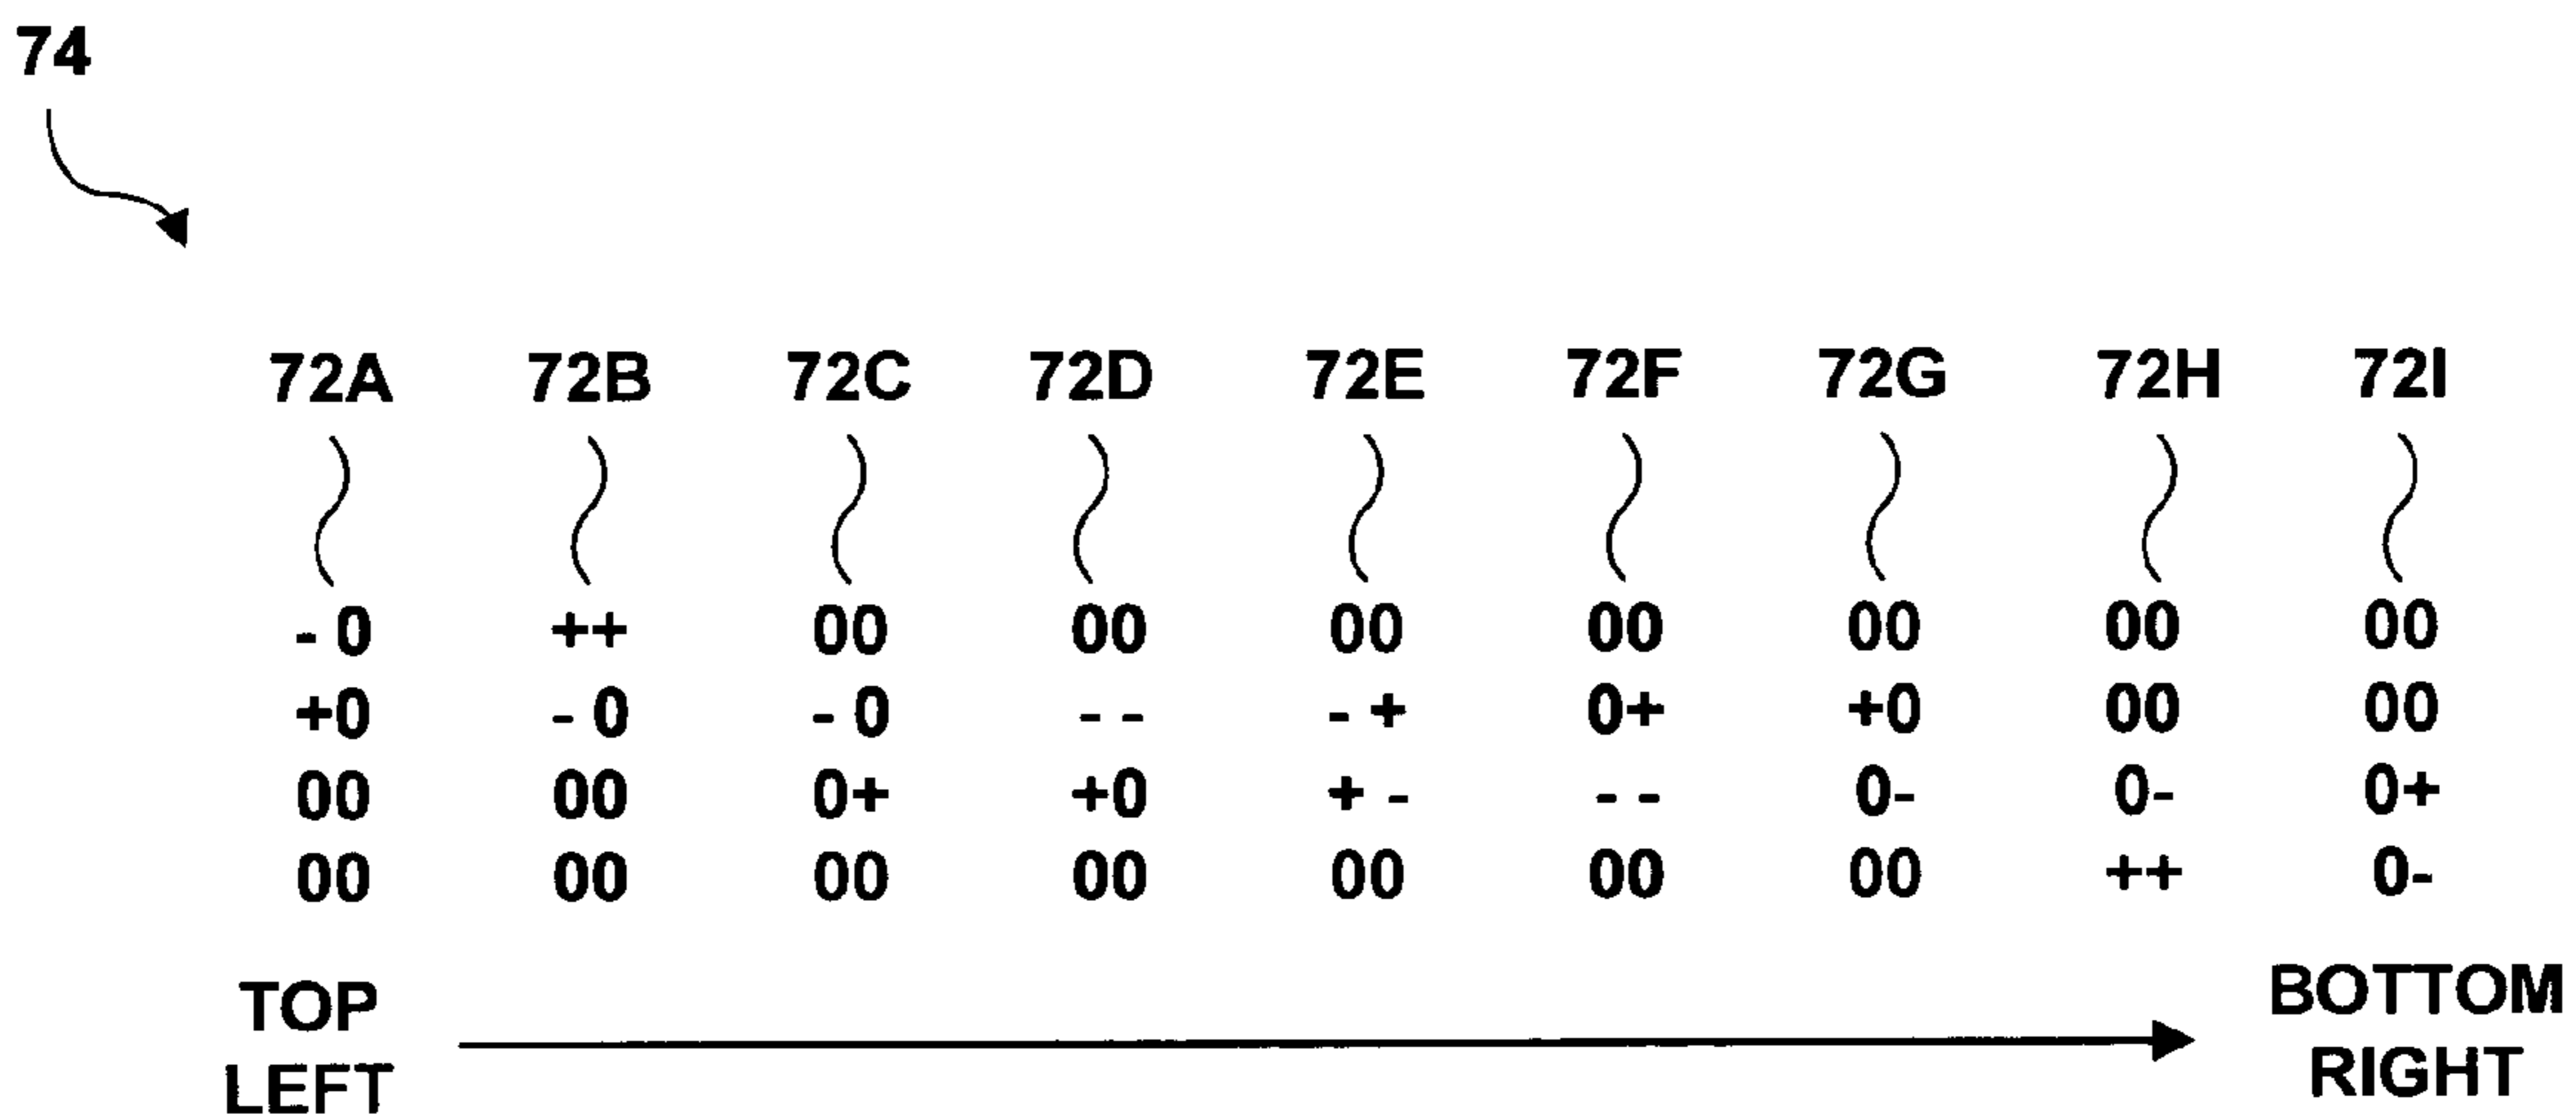 74
72A 72B 72C 72D 72E 72F 72G 72H 72I
- 0 ++ 00 00 00 00 00 00 00
+0 - 0 - 0 - - - + 0+ +0 00 00
00 00 0+ +0 + - - - 0- 0- 0+
00 00 00 00 00 00 00 ++ 0-
TOP LEFT
BOTTOM RIGHT